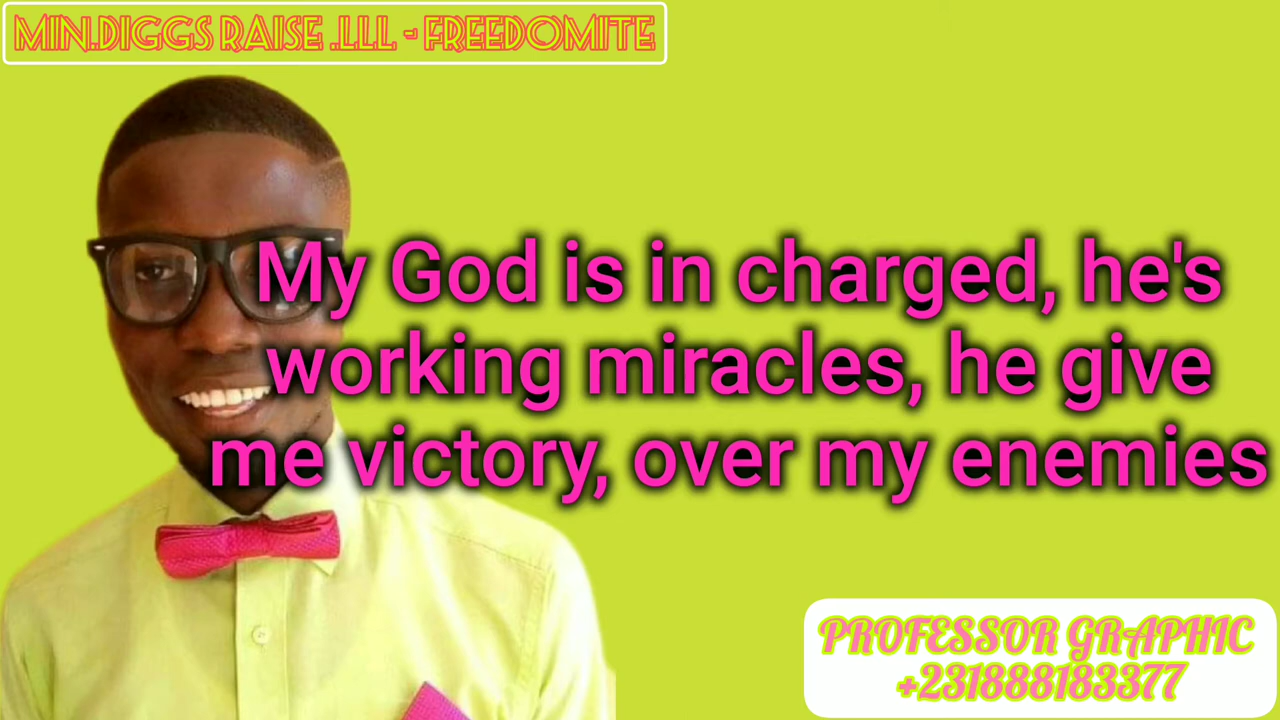 MIN.DIGGS RAISE .LLL - FREEDOMITE
My God is in charged, he's
working miracles, he give
me victory, over my enemies
PROFESSOR GRAPHIC
+231888183377